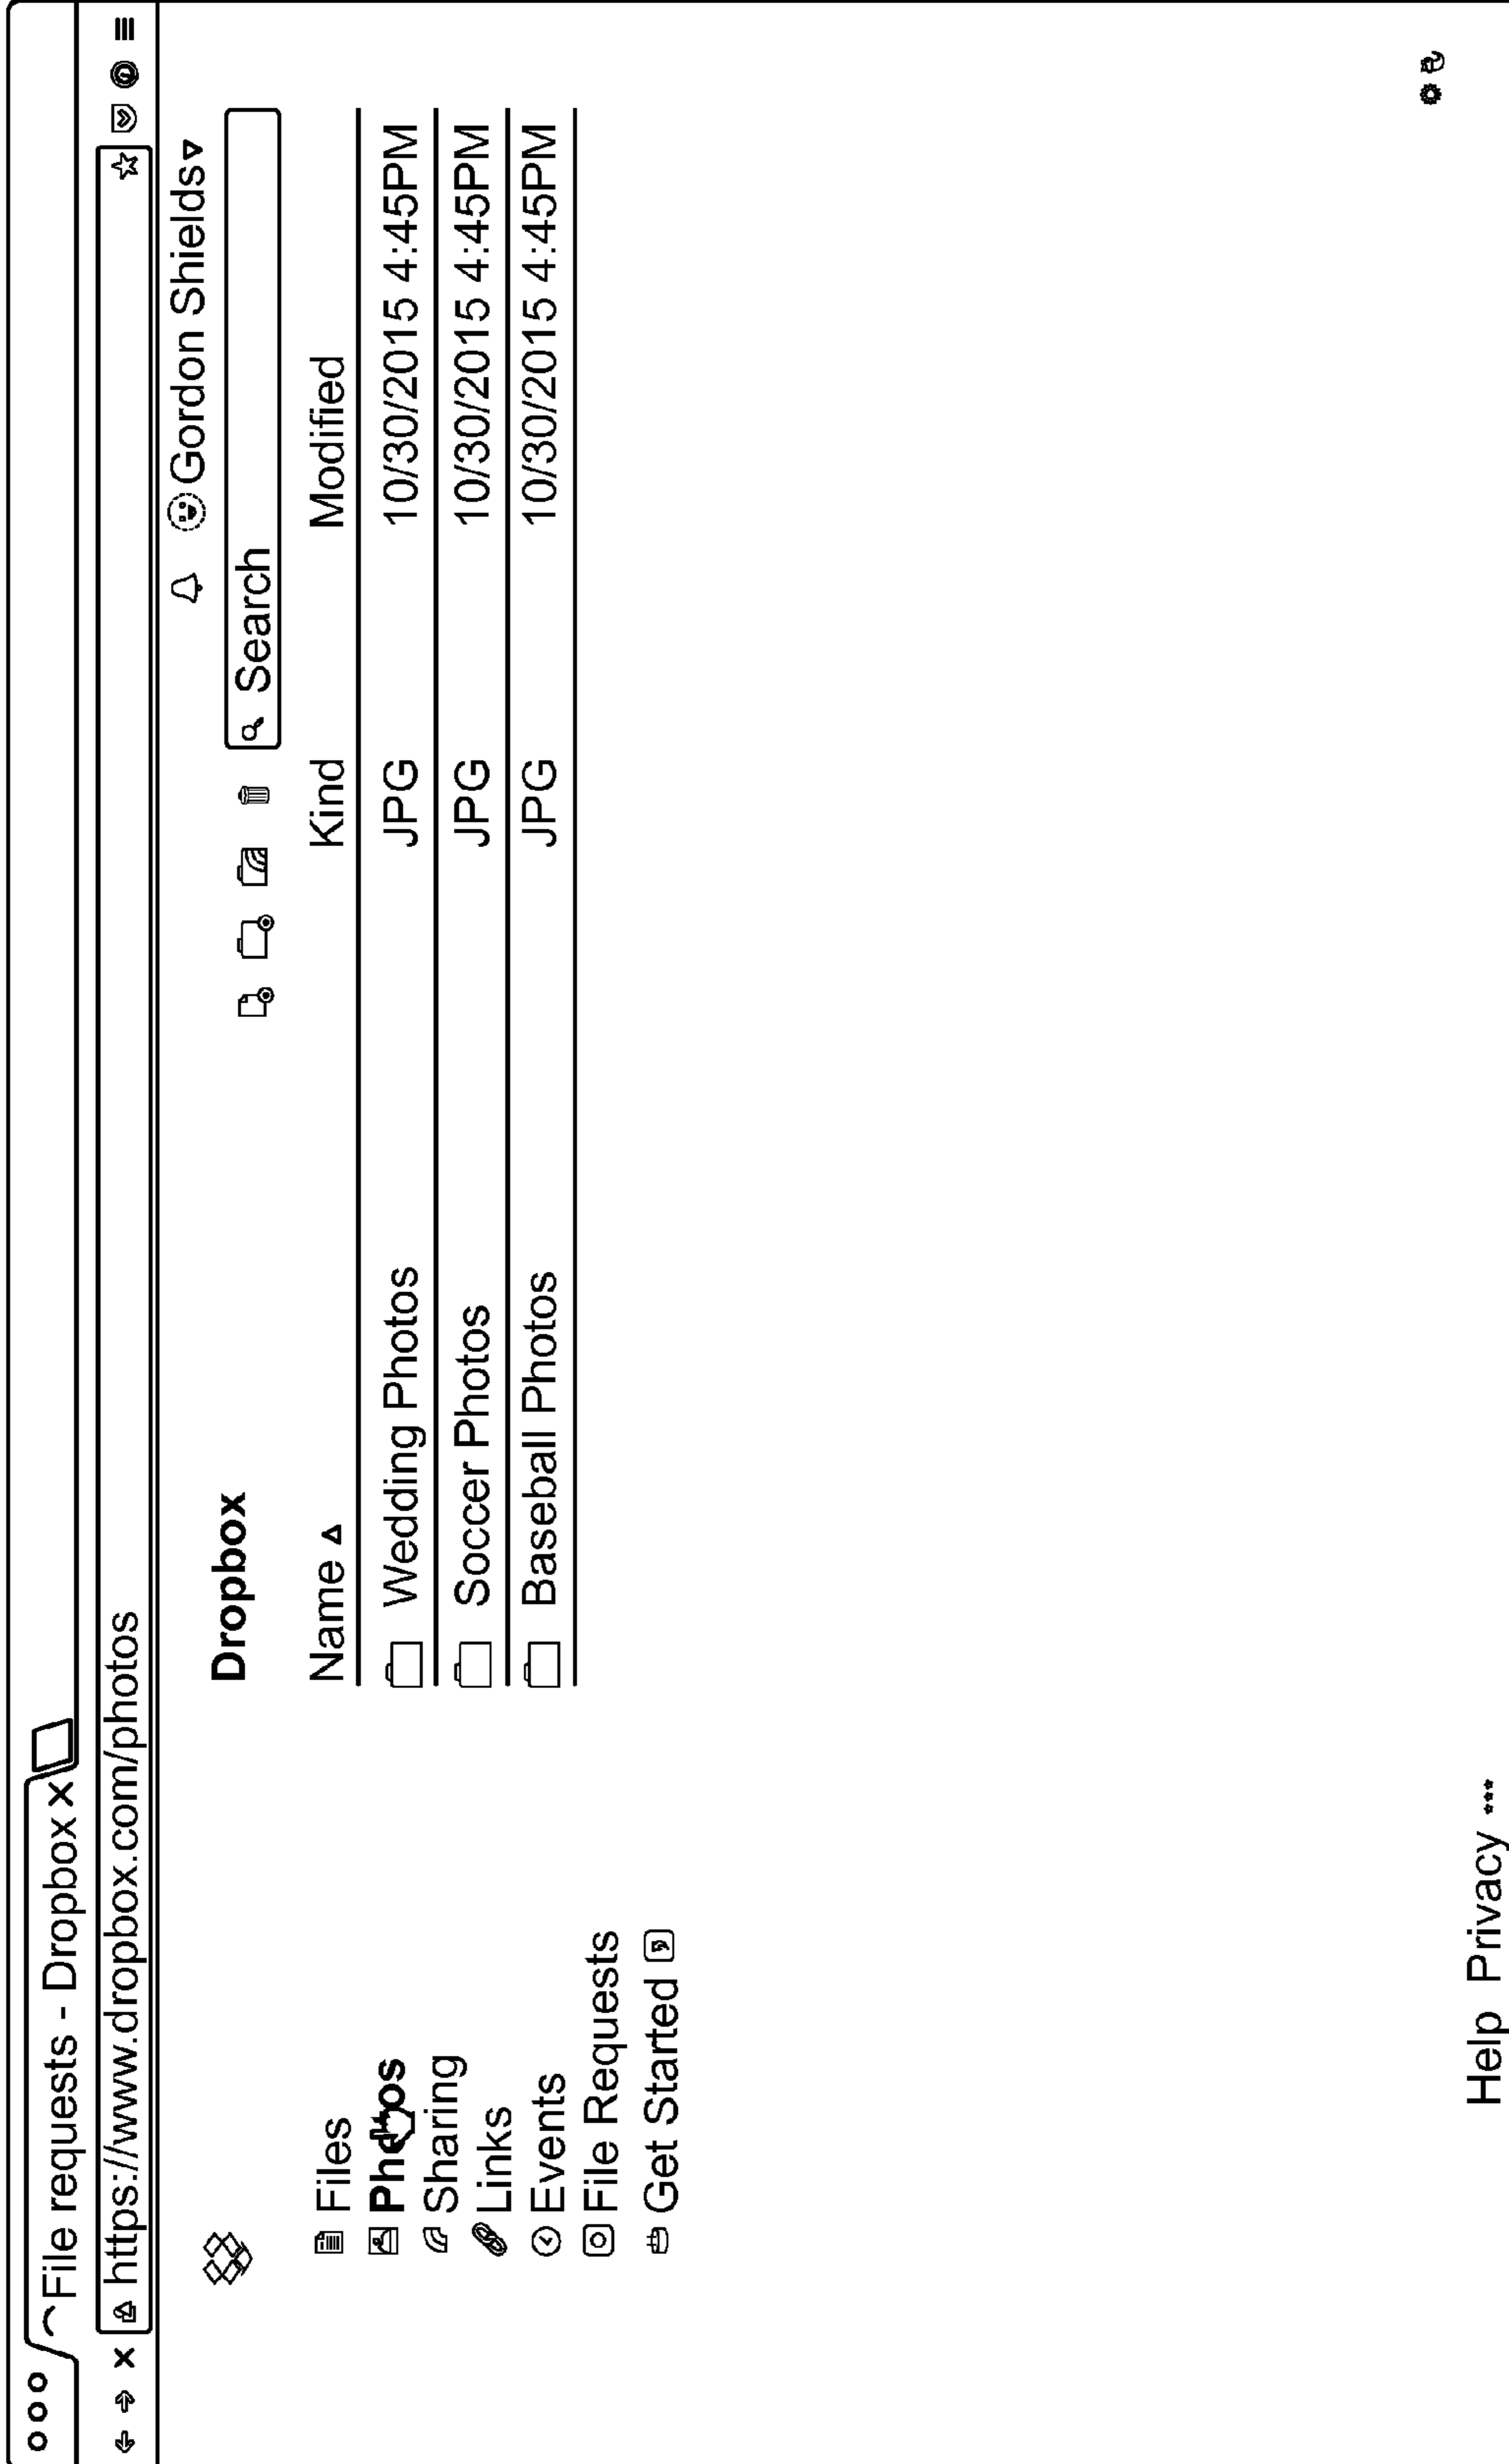 File requests - Dropbox
https://www.dropbox.com/photos
Gordon Shields
Dropbox
Search
Name Kind Modified
Wedding Photos JPG 10/30/2015 4:45PM
Soccer Photos JPG 10/30/2015 4:45PM
Baseball Photos JPG 10/30/2015 4:45PM
Files
Photos
Sharing
Links
Events
File Requests
Get Started
Help Privacy